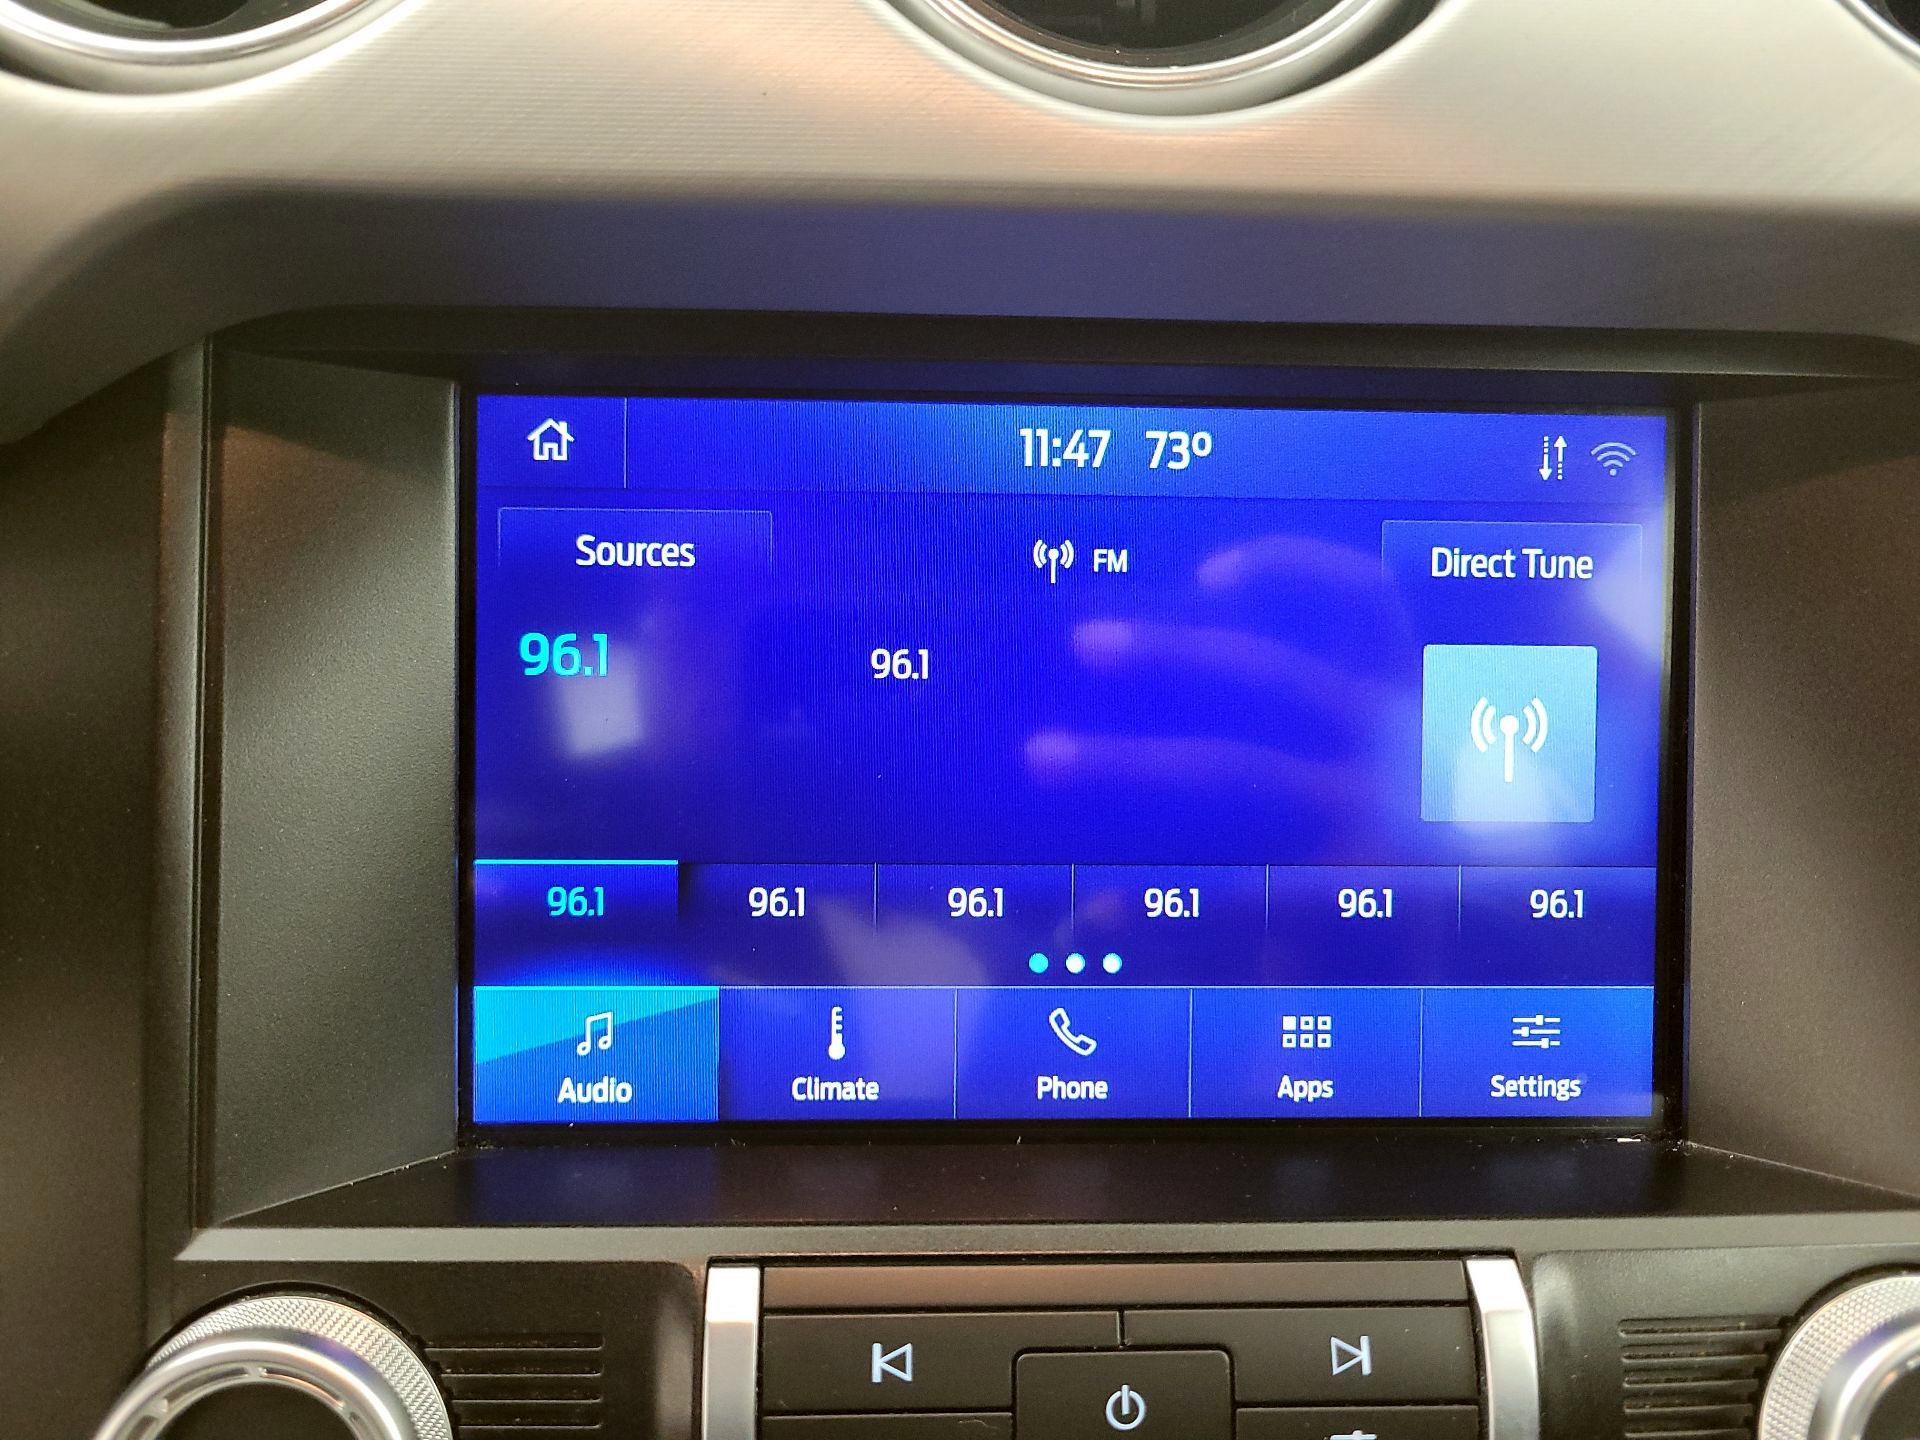 11:47 73º
Sources FM Direct Tune
96.1 96.1
96.1 96.1 96.1 96.1 96.1 96.1
Audio Climate Phone Apps Settings